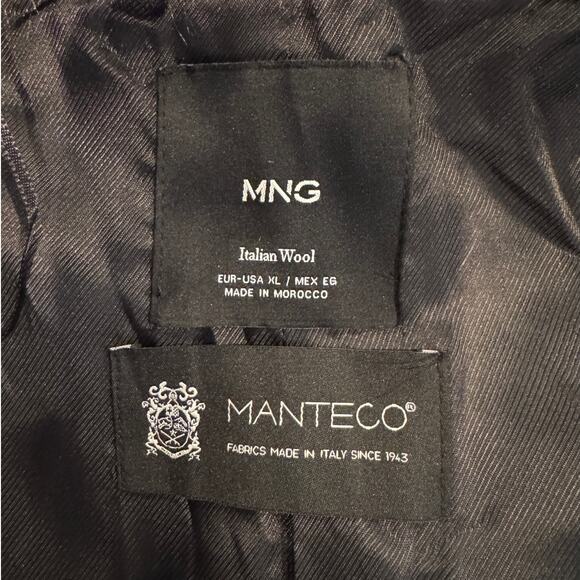 MNG
Italian Wool
EUR-USA XL / MEX EG
MADE IN MOROCCO
MANTECO®
FABRICS MADE IN ITALY SINCE 1943